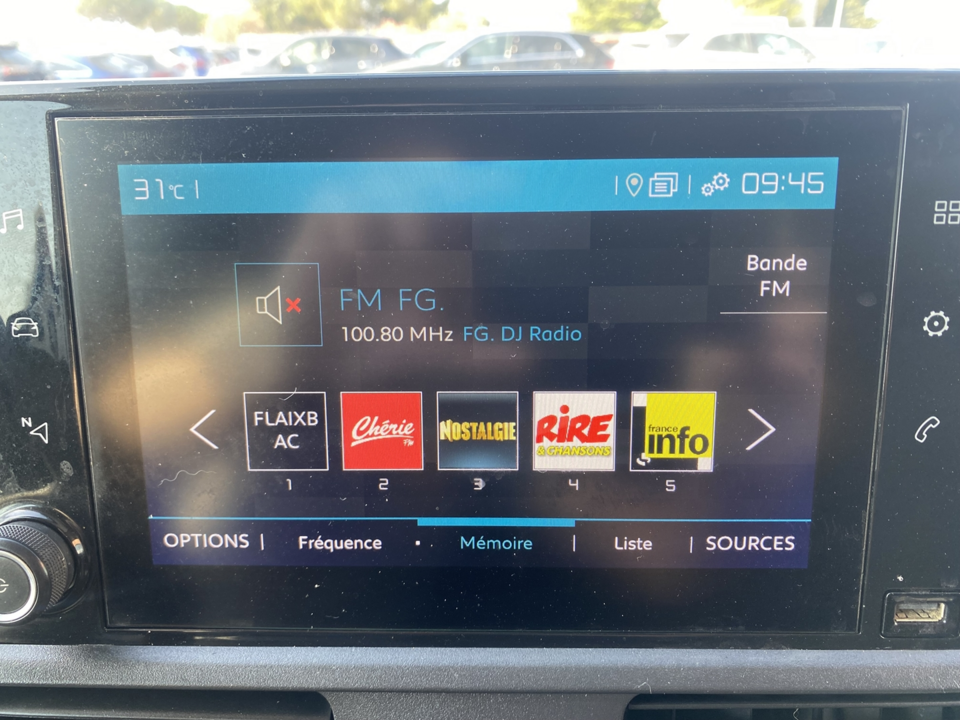 31°C
09:45
Bande
FM
FM FG.
100.80 MHz FG. DJ Radio
FLAIXB
AC
Chérie
FM
NOSTALGIE
RIRE
& CHANSONS
france
info
1 2 3 4 5
OPTIONS Fréquence Mémoire Liste SOURCES
N